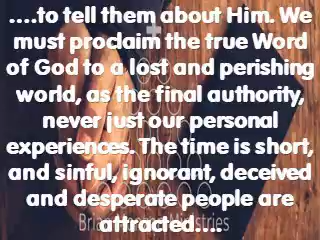 ....to tell them about Him. We
must proclaim the true Word
of God to a lost and perishing
world, as the final authority,
never just our personal
experiences. The time is short,
and sinful, ignorant, deceived
and desperate people are
attracted....